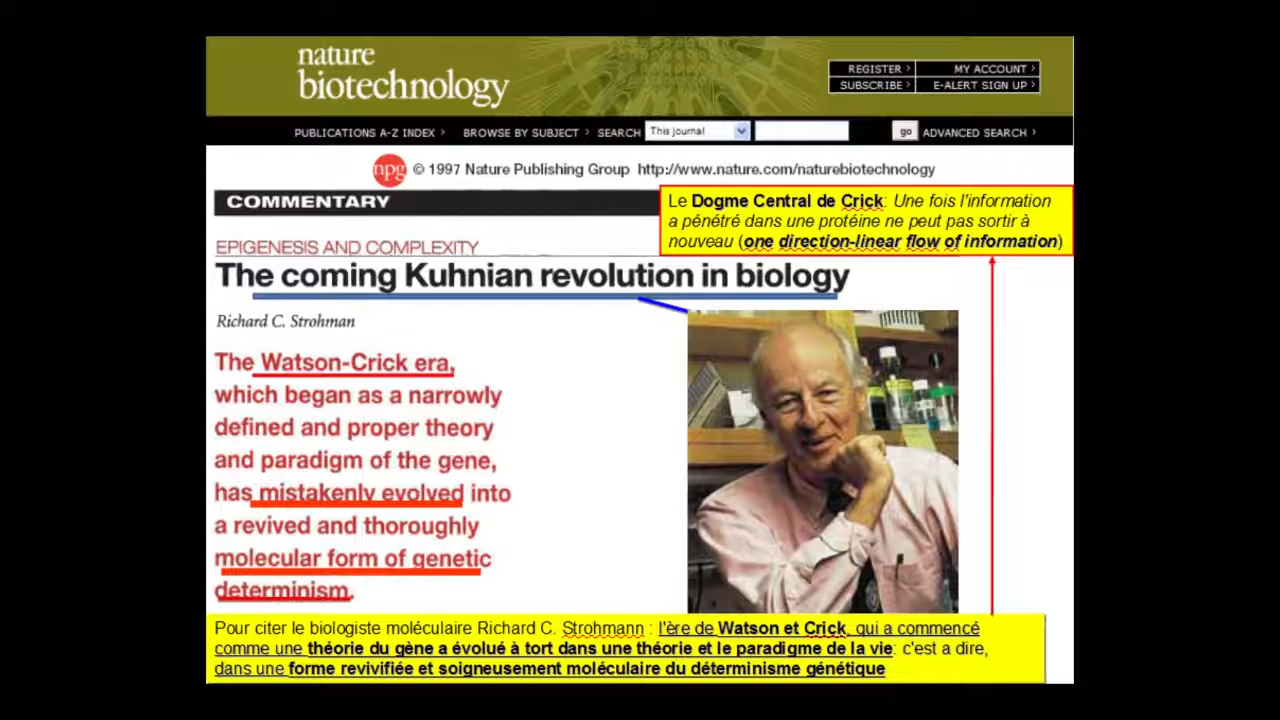 nature
biotechnology
REGISTER ›
MY ACCOUNT ›
SUBSCRIBE ›
E-ALERT SIGN UP ›
PUBLICATIONS A-Z INDEX › BROWSE BY SUBJECT › SEARCH This journal go ADVANCED SEARCH ›
npg © 1997 Nature Publishing Group http://www.nature.com/naturebiotechnology
COMMENTARY
Le Dogme Central de Crick: Une fois l'information
a pénétré dans une protéine ne peut pas sortir à
nouveau (one direction-linear flow of information)
EPIGENESIS AND COMPLEXITY
The coming Kuhnian revolution in biology
Richard C. Strohman
The Watson-Crick era,
which began as a narrowly
defined and proper theory
and paradigm of the gene,
has mistakenly evolved into
a revived and thoroughly
molecular form of genetic
determinism.
Pour citer le biologiste moléculaire Richard C. Strohmann : l'ère de Watson et Crick, qui a commencé
comme une théorie du gène a évolué à tort dans une théorie et le paradigme de la vie: c'est a dire,
dans une forme revivifiée et soigneusement moléculaire du déterminisme génétique